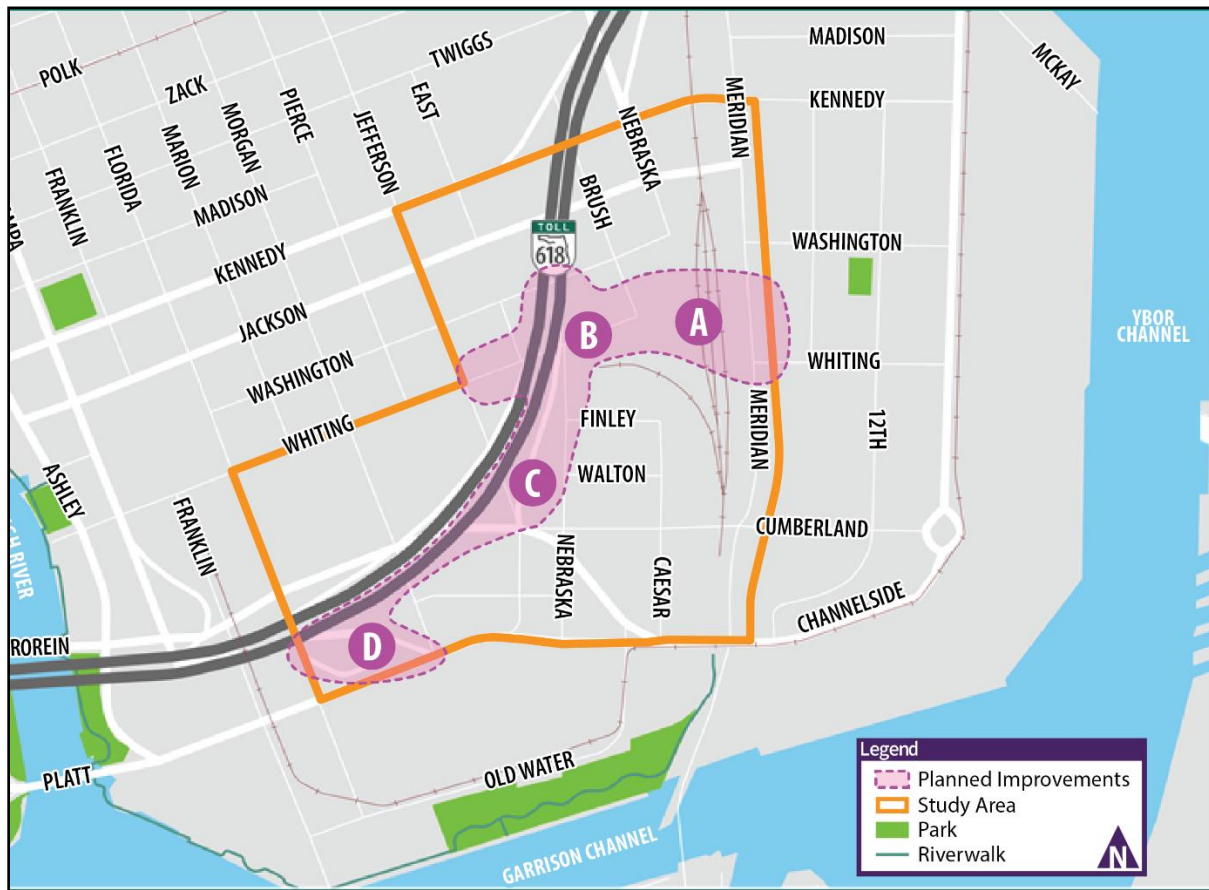 MADISON
MCKAY
TWIGGS
POLK
ZACK
KENNEDY
EAST
PIERCE
MERIDIAN
MORGAN
JEFFERSON
NEBRASKA
MARION
FLORIDA
FRANKLIN
MADISON
BRUSH
TOLL
618
WASHINGTON
KENNEDY
JACKSON
A
B
YBOR
CHANNEL
WHITING
WASHINGTON
WHITING
FINLEY
MERIDIAN
12TH
ASHLEY
C
WALTON
FRANKLIN
CUMBERLAND
NEBRASKA
CAESAR
CHANNELSIDE
RIVER
ROREIN
D
PLATT
OLD WATER
GARRISON CHANNEL
Legend
Planned Improvements
Study Area
Park
Riverwalk
N